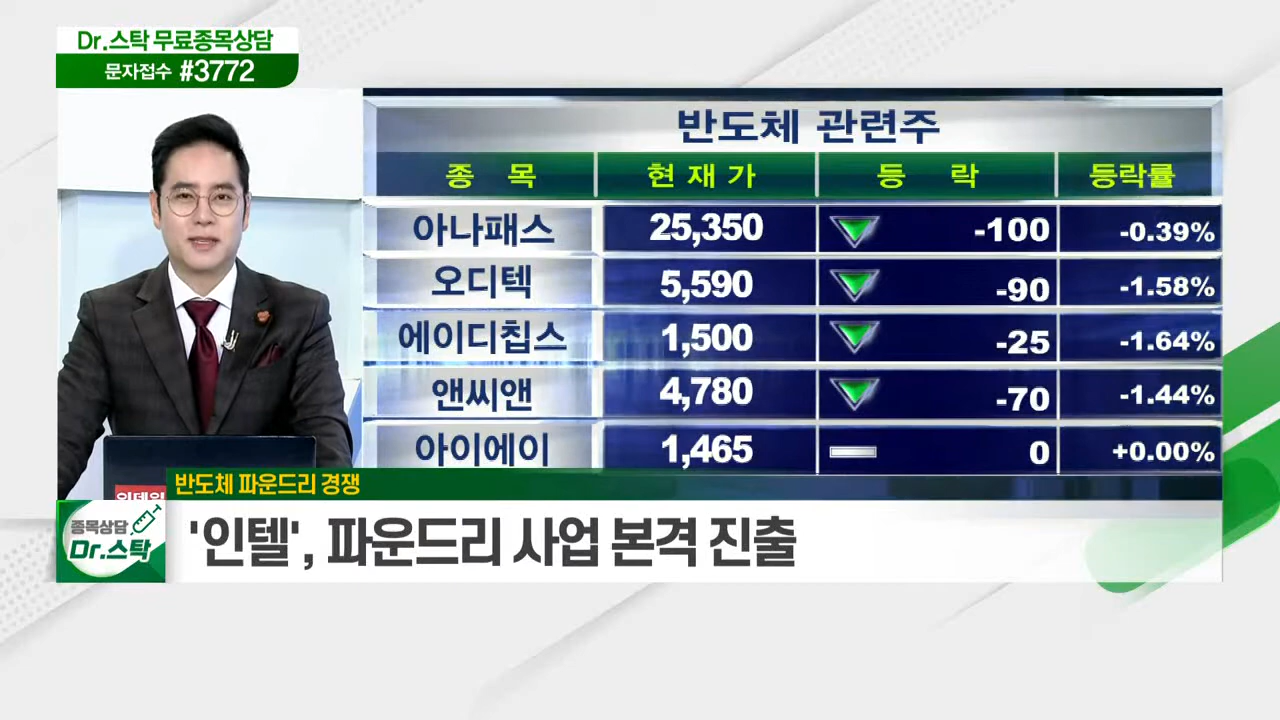 Dr.스탁 무료종목상담
문자접수 #3772
반도체 관련주
종 목 현 재 가 등 락 등락률
아나패스 25,350 -100 -0.39%
오디텍 5,590 -90 -1.58%
에이디칩스 1,500 -25 -1.64%
앤씨앤 4,780 -70 -1.44%
아이에이 1,465 0 +0.00%
반도체 파운드리 경쟁
종목상담
Dr.스탁
'인텔', 파운드리 사업 본격 진출